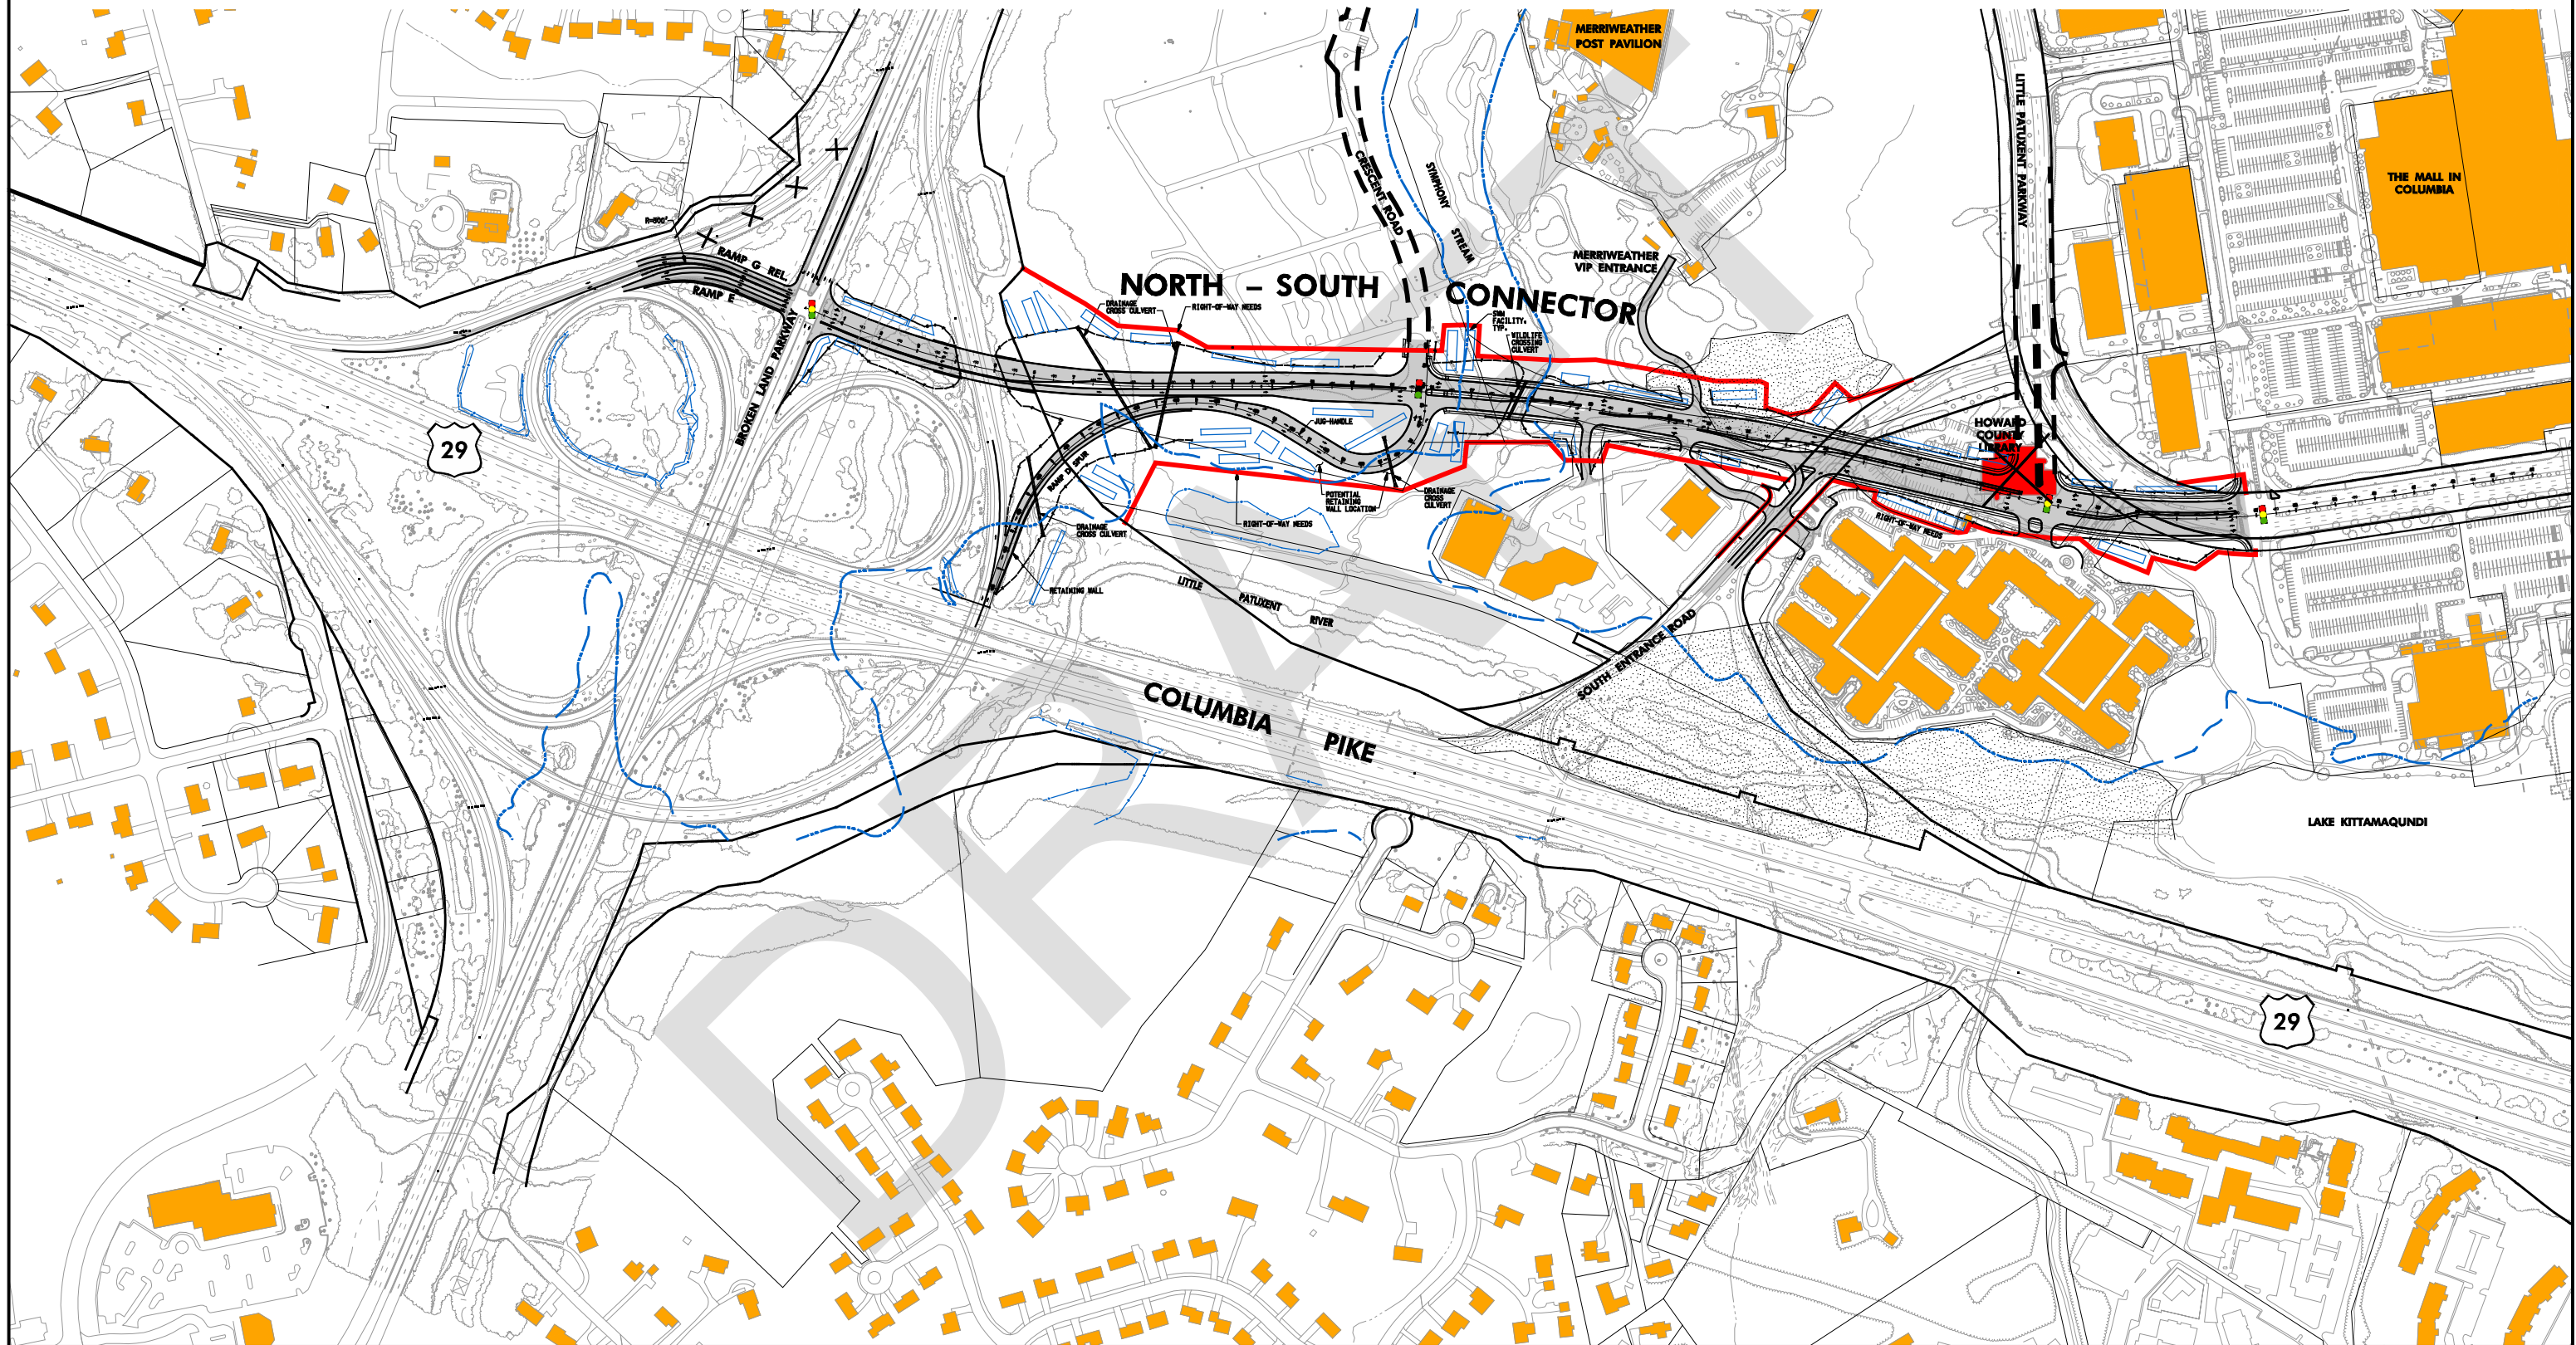 MERRIWEATHER
POST PAVILION
LITTLE PATUXENT PARKWAY
THE MALL IN
COLUMBIA
CRESCENT ROAD
SYMPHONY
STREAM
R=500'
RAMP G REL.
RAMP E
MERRIWEATHER
VIP ENTRANCE
NORTH – SOUTH CONNECTOR
DRAINAGE
CROSS CULVERT
RIGHT-OF-WAY NEEDS
SWM
FACILITY,
TYP.
WILDLIFE
CROSSING
CULVERT
BROKEN LAND PARKWAY
29
JUG-HANDLE
HOWARD
COUNTY
LIBRARY
RAMP D SPUR
POTENTIAL
RETAINING
WALL LOCATION
DRAINAGE
CROSS
CULVERT
RIGHT-OF-WAY NEEDS
RIGHT-OF-WAY NEEDS
DRAINAGE
CROSS CULVERT
RETAINING WALL
LITTLE PATUXENT RIVER
SOUTH ENTRANCE ROAD
COLUMBIA PIKE
LAKE KITTAMAQUNDI
29
DRAFT